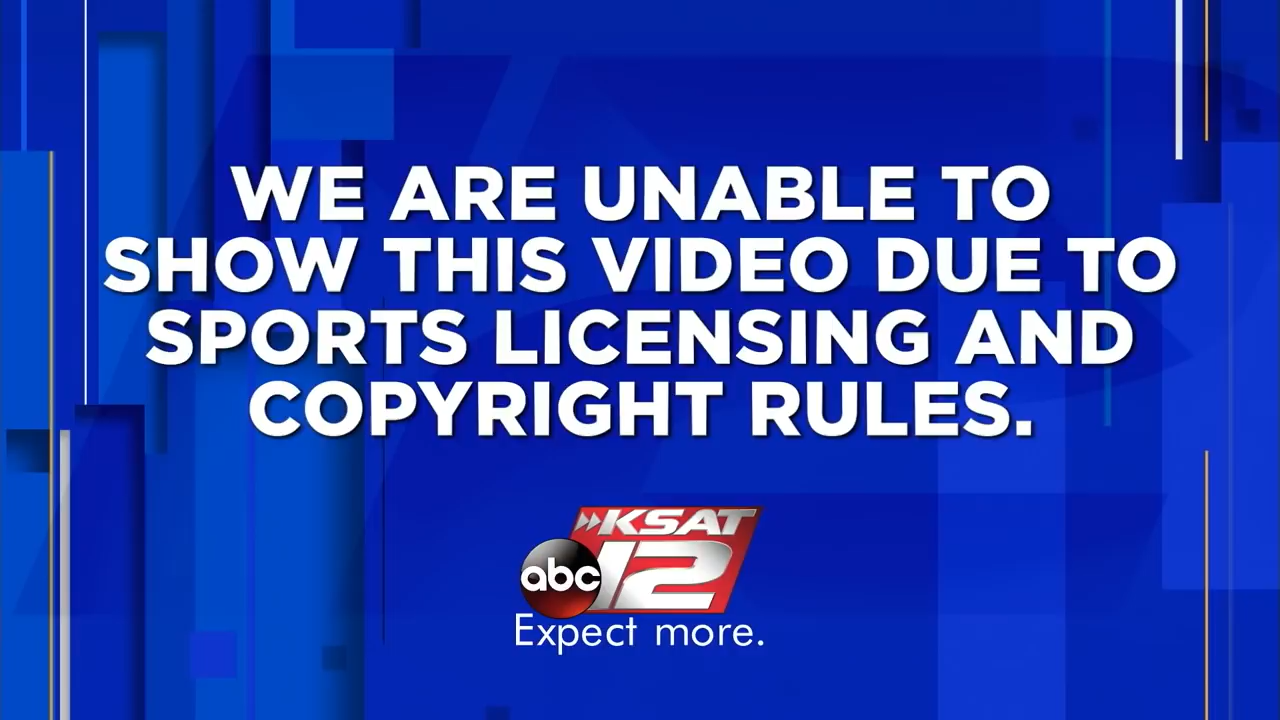 WE ARE UNABLE TO
SHOW THIS VIDEO DUE TO
SPORTS LICENSING AND
COPYRIGHT RULES.
KSAT
abc 12
Expect more.